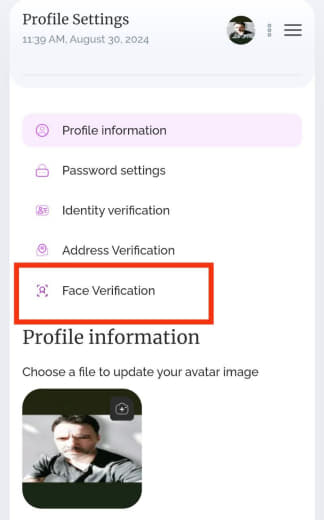 Profile Settings
11:39 AM, August 30, 2024
Profile information
Password settings
Identity verification
Address Verification
Face Verification
Profile information
Choose a file to update your avatar image